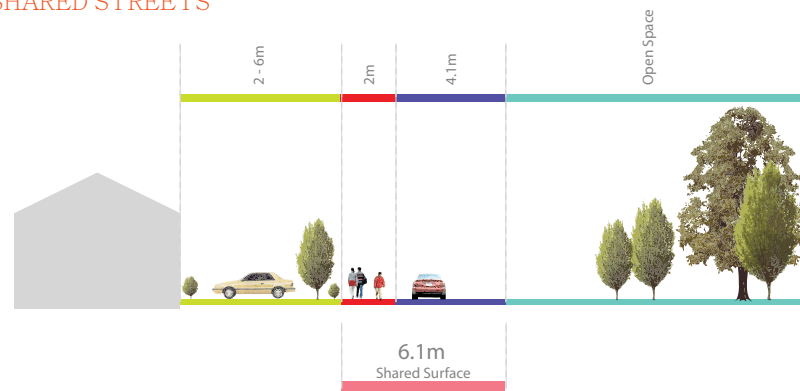 SHARED STREETS
2 - 6m
2m
4.1m
Open Space
6.1m
Shared Surface